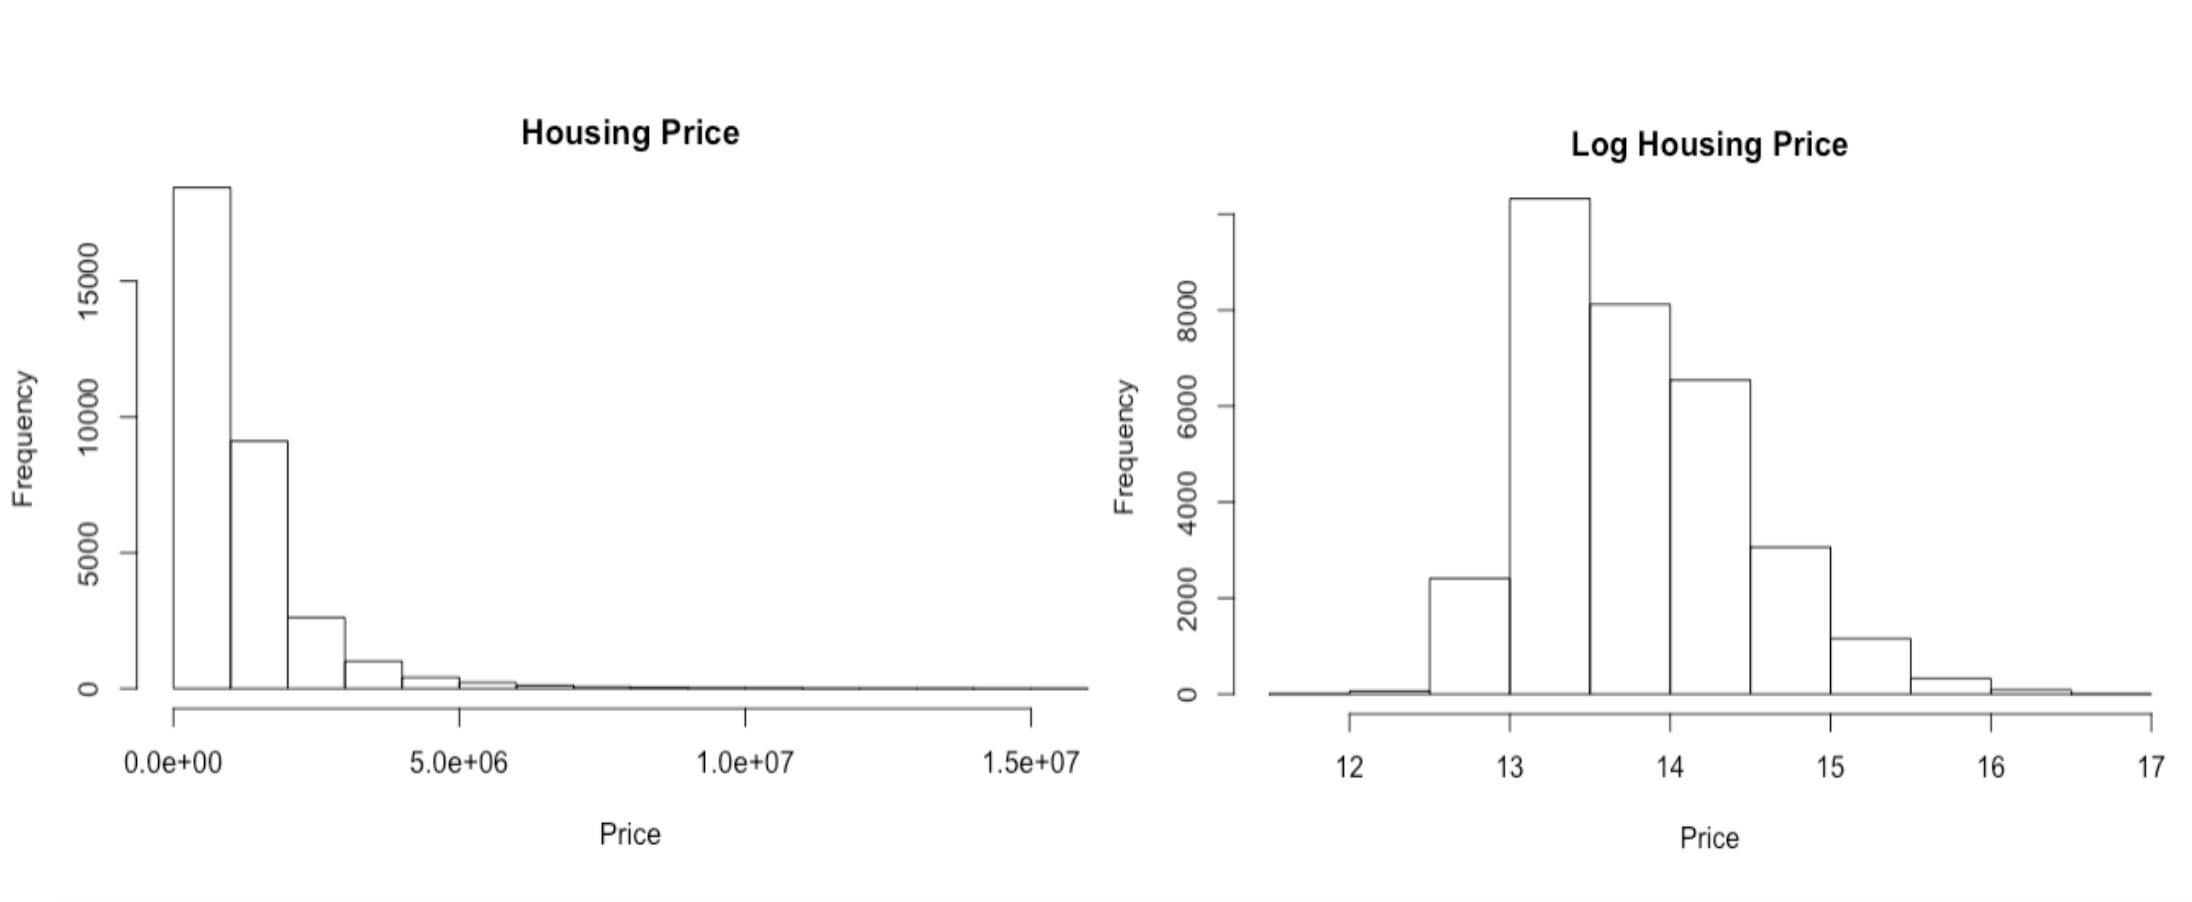 Housing Price
Frequency
15000
10000
5000
0
0.0e+00 5.0e+06 1.0e+07 1.5e+07
Price
Log Housing Price
Frequency
8000
6000
4000
2000
0
12 13 14 15 16 17
Price